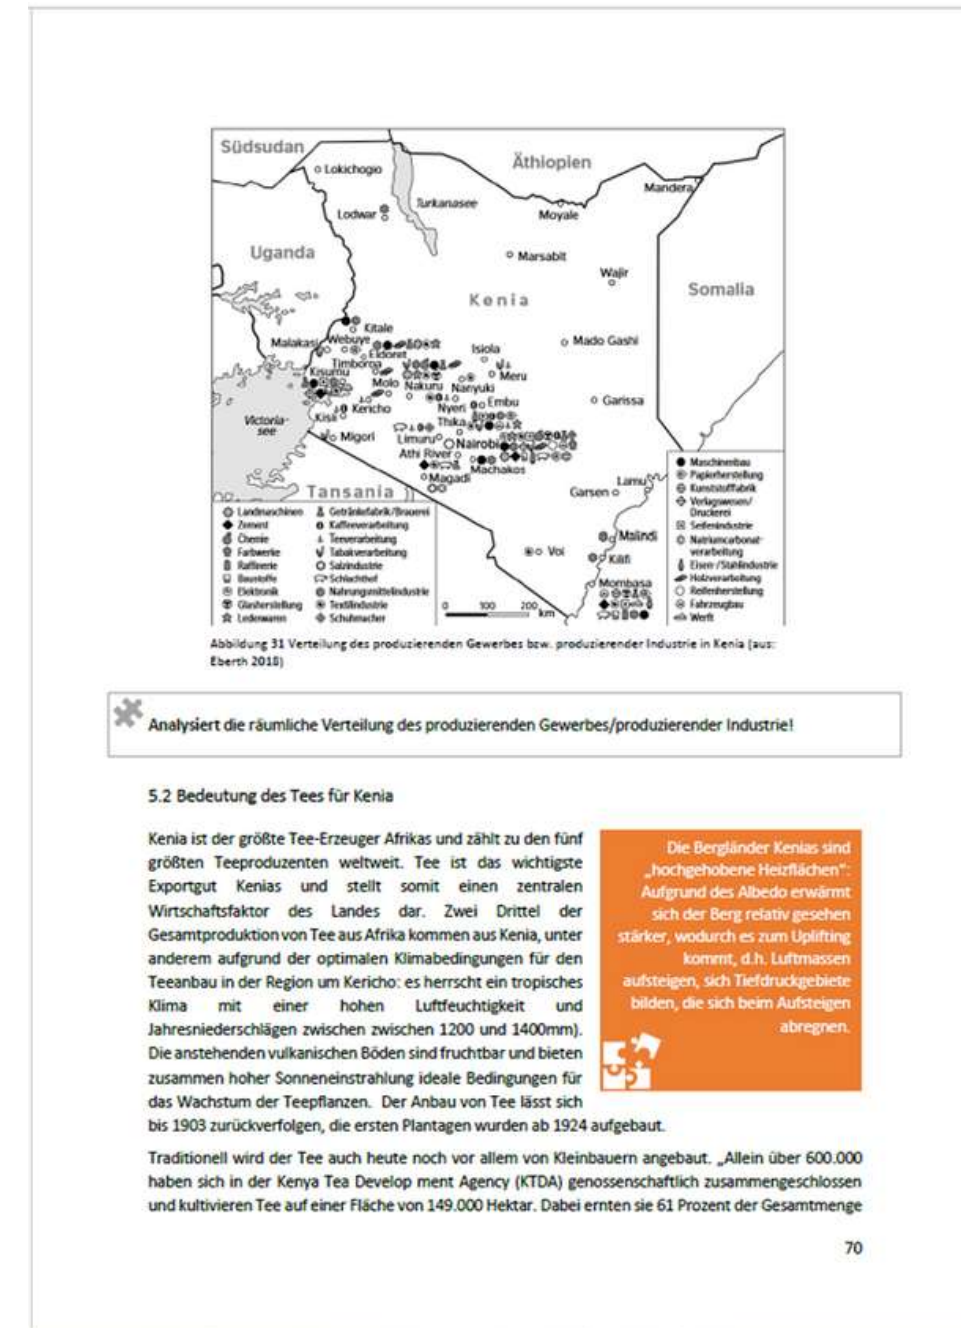 Südsudan
Äthiopien
Lokichogio
Mandera
Lodwar
Turkanasee
Moyale
Uganda
Marsabit
Wajir
Somalia
Kenia
Kitale
Malakasi
Webuye
Eldoret
Mado Gashi
Timboroa
Isiola
Kisumu
Molo
Nakuru
Nanyuki
Meru
Kericho
Nyeri
Embu
Garissa
Kisii
Victoria-
see
Migori
Thika
Limuru
Nairobi
Athi River
Machakos
Magadi
Tansania
Garsen
Lamu
Malindi
Voi
Kilifi
Mombasa
Landmaschinen
Zement
Chemie
Farbwerke
Raffinerie
Baustoffe
Elektronik
Glasherstellung
Lederwaren
Getränkefabrik/Brauerei
Kaffeeverarbeitung
Teeverarbeitung
Tabakverarbeitung
Salzindustrie
Schlachthof
Nahrungsmittelindustrie
Textilindustrie
Schuhmacher
0 100 200 km
Maschinenbau
Papierherstellung
Kunststofffabrik
Verlagswesen/
Druckerei
Seifenindustrie
Natriumcarbonat-
verarbeitung
Eisen-/Stahlindustrie
Holzverarbeitung
Reifenherstellung
Fahrzeugbau
Werft
Abbildung 31 Verteilung des produzierenden Gewerbes bzw. produzierender Industrie in Kenia (aus:
Eberth 2018)
Analysiert die räumliche Verteilung des produzierenden Gewerbes/produzierender Industrie!
5.2 Bedeutung des Tees für Kenia
Kenia ist der größte Tee-Erzeuger Afrikas und zählt zu den fünf
größten Teeproduzenten weltweit. Tee ist das wichtigste
Exportgut Kenias und stellt somit einen zentralen
Wirtschaftsfaktor des Landes dar. Zwei Drittel der
Gesamtproduktion von Tee aus Afrika kommen aus Kenia, unter
anderem aufgrund der optimalen Klimabedingungen für den
Teeanbau in der Region um Kericho: es herrscht ein tropisches
Klima mit einer hohen Luftfeuchtigkeit und
Jahresniederschlägen zwischen zwischen 1200 und 1400mm).
Die anstehenden vulkanischen Böden sind fruchtbar und bieten
zusammen hoher Sonneneinstrahlung ideale Bedingungen für
das Wachstum der Teepflanzen. Der Anbau von Tee lässt sich
bis 1903 zurückverfolgen, die ersten Plantagen wurden ab 1924 aufgebaut.
Die Bergländer Kenias sind
„hochgehobene Heizflächen“:
Aufgrund des Albedo erwärmt
sich der Berg relativ gesehen
stärker, wodurch es zum Uplifting
kommt, d.h. Luftmassen
aufsteigen, sich Tiefdruckgebiete
bilden, die sich beim Aufsteigen
abregnen.
Traditionell wird der Tee auch heute noch vor allem von Kleinbauern angebaut. „Allein über 600.000
haben sich in der Kenya Tea Develop ment Agency (KTDA) genossenschaftlich zusammengeschlossen
und kultivieren Tee auf einer Fläche von 149.000 Hektar. Dabei ernten sie 61 Prozent der Gesamtmenge
70